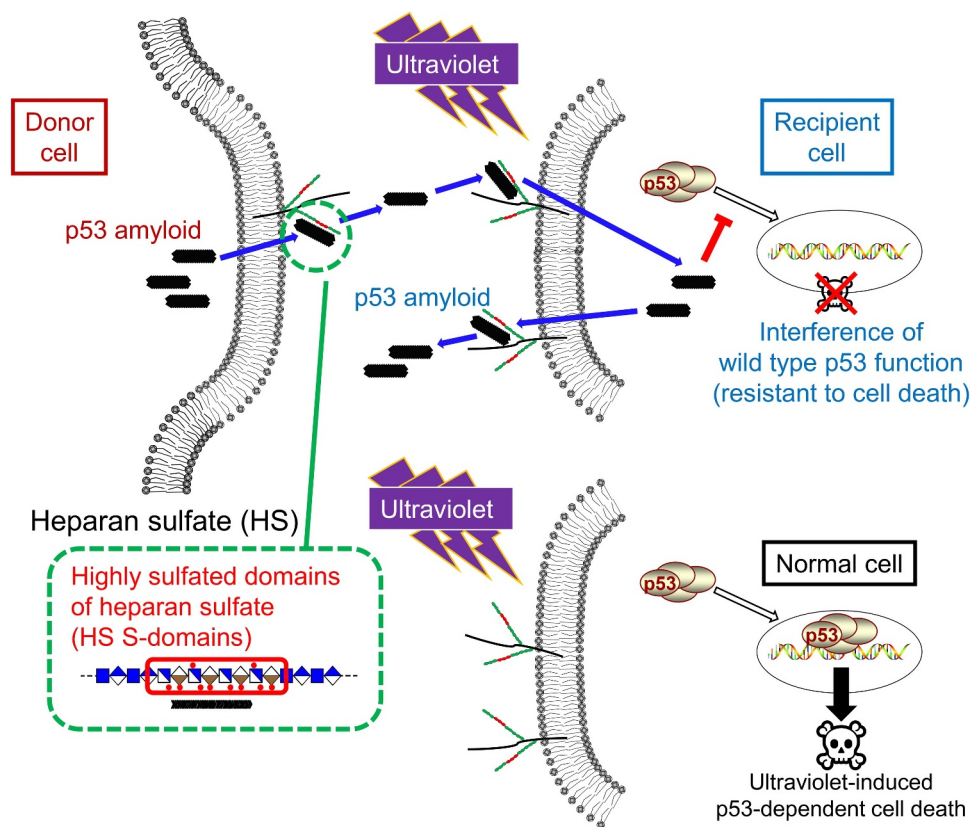 Ultraviolet
Donor
cell
Recipient
cell
p53
p53 amyloid
p53 amyloid
Interference of
wild type p53 function
(resistant to cell death)
Ultraviolet
Heparan sulfate (HS)
Highly sulfated domains
of heparan sulfate
(HS S-domains)
Normal cell
p53
p53
Ultraviolet-induced
p53-dependent cell death